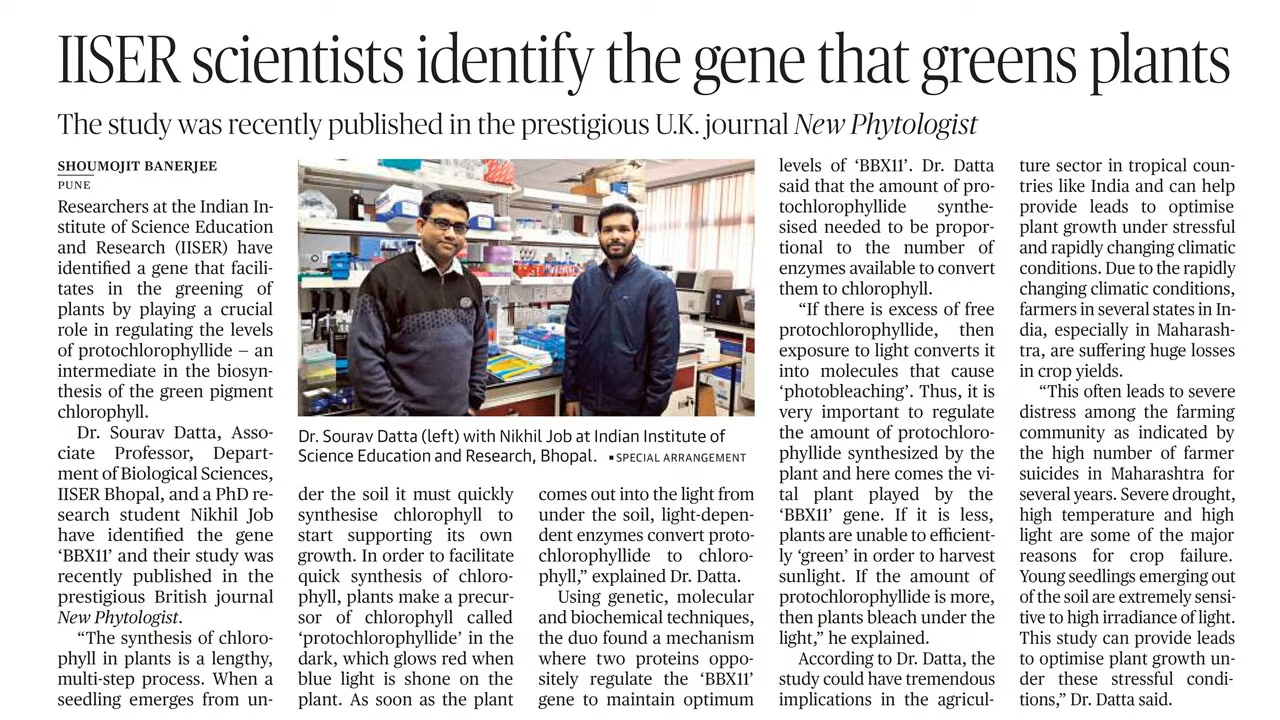 IISER scientists identify the gene that greens plants
The study was recently published in the prestigious U.K. journal New Phytologist
SHOUMOJIT BANERJEE
PUNE
Researchers at the Indian In-
stitute of Science Education
and Research (IISER) have
identified a gene that facili-
tates in the greening of
plants by playing a crucial
role in regulating the levels
of protochlorophyllide – an
intermediate in the biosyn-
thesis of the green pigment
chlorophyll.
Dr. Sourav Datta, Asso-
ciate Professor, Depart-
ment of Biological Sciences,
IISER Bhopal, and a PhD re-
search student Nikhil Job
have identified the gene
‘BBX11’ and their study was
recently published in the
prestigious British journal
New Phytologist.
“The synthesis of chloro-
phyll in plants is a lengthy,
multi-step process. When a
seedling emerges from un-
Dr. Sourav Datta (left) with Nikhil Job at Indian Institute of
Science Education and Research, Bhopal. ▪SPECIAL ARRANGEMENT
der the soil it must quickly
synthesise chlorophyll to
start supporting its own
growth. In order to facilitate
quick synthesis of chloro-
phyll, plants make a precur-
sor of chlorophyll called
‘protochlorophyllide’ in the
dark, which glows red when
blue light is shone on the
plant. As soon as the plant
comes out into the light from
under the soil, light-depen-
dent enzymes convert proto-
chlorophyllide to chloro-
phyll,” explained Dr. Datta.
Using genetic, molecular
and biochemical techniques,
the duo found a mechanism
where two proteins oppo-
sitely regulate the ‘BBX11’
gene to maintain optimum
levels of ‘BBX11’. Dr. Datta
said that the amount of pro-
tochlorophyllide synthe-
sised needed to be propor-
tional to the number of
enzymes available to convert
them to chlorophyll.
“If there is excess of free
protochlorophyllide, then
exposure to light converts it
into molecules that cause
‘photobleaching’. Thus, it is
very important to regulate
the amount of protochloro-
phyllide synthesized by the
plant and here comes the vi-
tal plant played by the
‘BBX11’ gene. If it is less,
plants are unable to efficient-
ly ‘green’ in order to harvest
sunlight. If the amount of
protochlorophyllide is more,
then plants bleach under the
light,” he explained.
According to Dr. Datta, the
study could have tremendous
implications in the agricul-
ture sector in tropical coun-
tries like India and can help
provide leads to optimise
plant growth under stressful
and rapidly changing climatic
conditions. Due to the rapidly
changing climatic conditions,
farmers in several states in In-
dia, especially in Maharash-
tra, are suffering huge losses
in crop yields.
“This often leads to severe
distress among the farming
community as indicated by
the high number of farmer
suicides in Maharashtra for
several years. Severe drought,
high temperature and high
light are some of the major
reasons for crop failure.
Young seedlings emerging out
of the soil are extremely sensi-
tive to high irradiance of light.
This study can provide leads
to optimise plant growth un-
der these stressful condi-
tions,” Dr. Datta said.